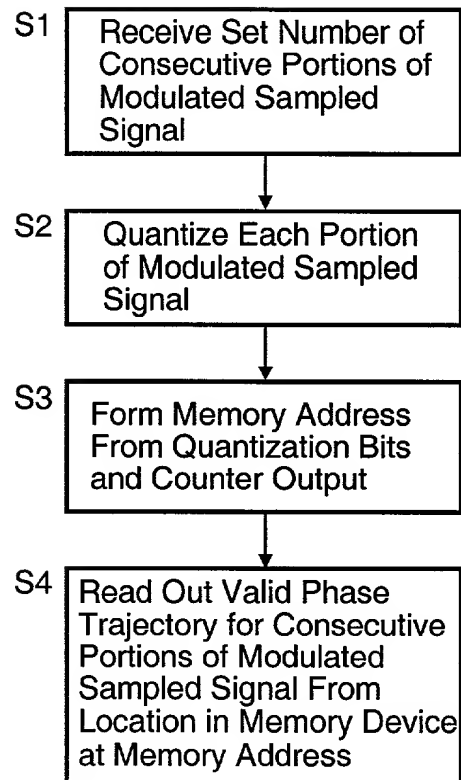 S1
Receive Set Number of
Consecutive Portions of
Modulated Sampled
Signal
S2
Quantize Each Portion
of Modulated Sampled
Signal
S3
Form Memory Address
From Quantization Bits
and Counter Output
S4
Read Out Valid Phase
Trajectory for Consecutive
Portions of Modulated
Sampled Signal From
Location in Memory Device
at Memory Address